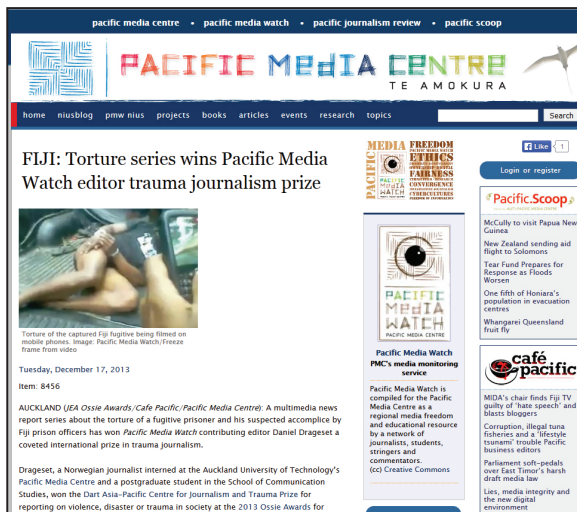 pacific media centre • pacific media watch • pacific journalism review • pacific scoop
PACIFIC MEDIA CENTRE
TE AMOKURA
home niusblog pmw nius projects books articles events research topics
Search
FIJI: Torture series wins Pacific Media
Watch editor trauma journalism prize
Torture of the captured Fiji fugitive being filmed on
mobile phones. Image: Pacific Media Watch/Freeze
frame from video
Tuesday, December 17, 2013
Item: 8456
AUCKLAND (JEA Ossie Awards/Cafe Pacific/Pacific Media Centre): A multimedia news
report series about the torture of a fugitive prisoner and his suspected accomplice by
Fiji prison officers has won Pacific Media Watch contributing editor Daniel Drageset a
coveted international prize in trauma journalism.
Drageset, a Norwegian journalist interned at the Auckland University of Technology's
Pacific Media Centre and a postgraduate student in the School of Communication
Studies, won the Dart Asia-Pacific Centre for Journalism and Trauma Prize for
reporting on violence, disaster or trauma in society at the 2013 Ossie Awards for
PACIFIC
MEDIA FREEDOM
PACIFIC MEDIA WATCH
ETHICS
FAIRNESS
CONVERGENCE
CYBERCULTURES
FREEDOM OF INFORMATION
PACIFIC
MEDIA
WATCH
PACIFIC
MEDIA
WATCH
PACIFIC MEDIA CENTRE
Pacific Media Watch
PMC's media monitoring
service
Pacific Media Watch is
compiled for the Pacific
Media Centre as a
regional media freedom
and educational resource
by a network of
journalists, students,
stringers and
commentators.
(cc) Creative Commons
Like 1
Login or register
Pacific.Scoop
McCully to visit Papua New
Guinea
New Zealand sending aid
flight to Solomons
Tear Fund Prepares for
Response as Floods
Worsen
One fifth of Honiara's
population in evacuation
centres
Whangarei Queensland
fruit fly
café
pacific
MIDA's chair finds Fiji TV
guilty of 'hate speech' and
blasts bloggers
Corruption, illegal tuna
fisheries and a 'lifestyle
tsunami' trouble Pacific
business editors
Parliament soft-pedals
over East Timor's harsh
draft media law
Lies, media integrity and
the new digital
environment